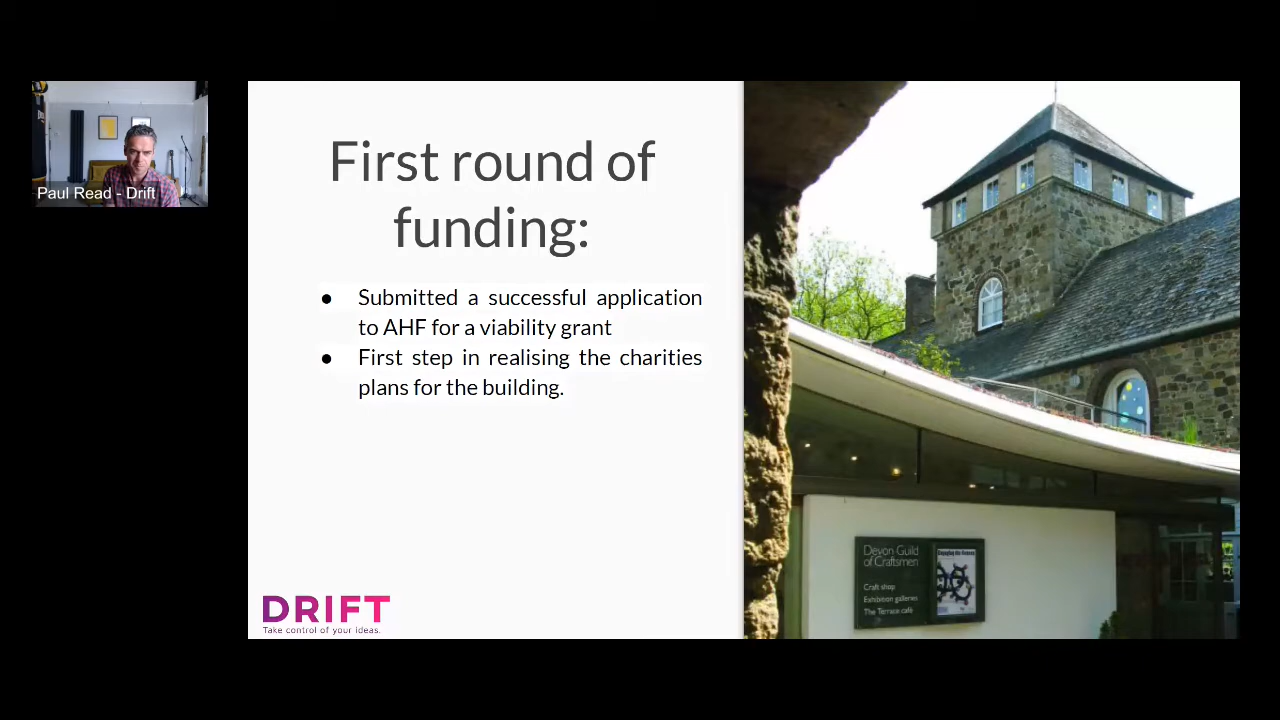 Paul Read - Drift
First round of
funding:
● Submitted a successful application
to AHF for a viability grant
● First step in realising the charities
plans for the building.
DRIFT
Take control of your ideas.
Devon Guild
of Craftsmen
Craft shop
Exhibition galleries
The Terrace café